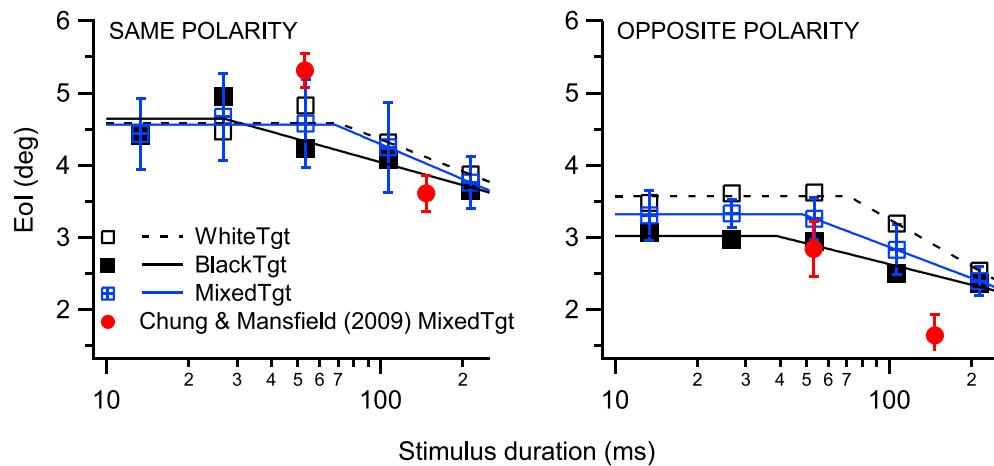 SAME POLARITY
OPPOSITE POLARITY
EoI (deg)
6
5
4
3
2
6
5
4
3
2
WhiteTgt
BlackTgt
MixedTgt
Chung & Mansfield (2009) MixedTgt
10 2 3 4 5 6 7 100 2
10 2 3 4 5 6 7 100 2
Stimulus duration (ms)